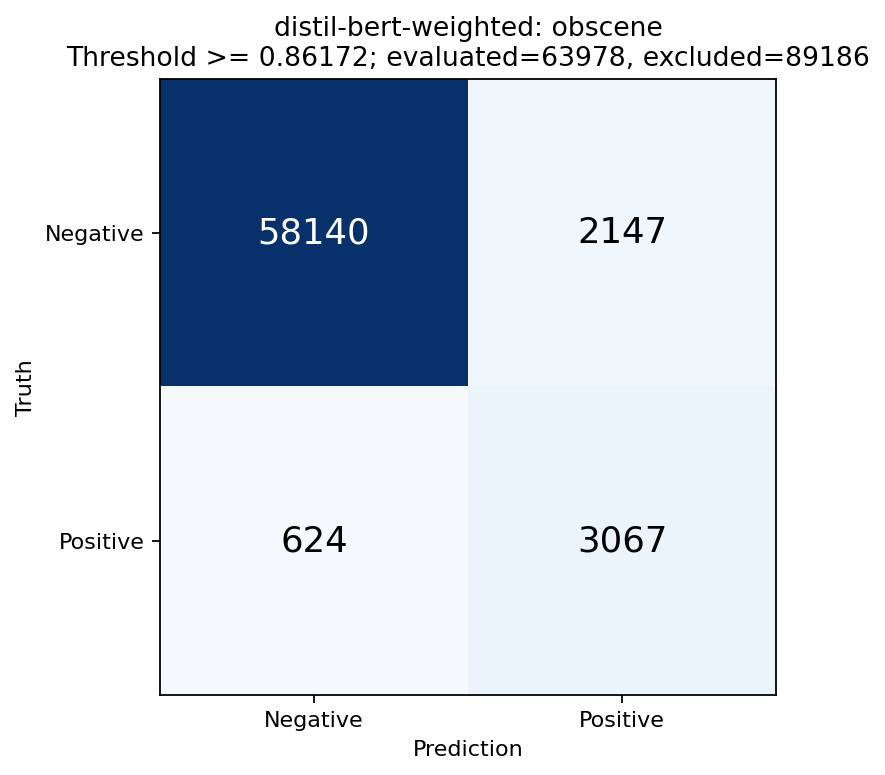 distil-bert-weighted: obscene
Threshold >= 0.86172; evaluated=63978, excluded=89186
Truth
Negative
58140
2147
Positive
624
3067
Negative
Positive
Prediction